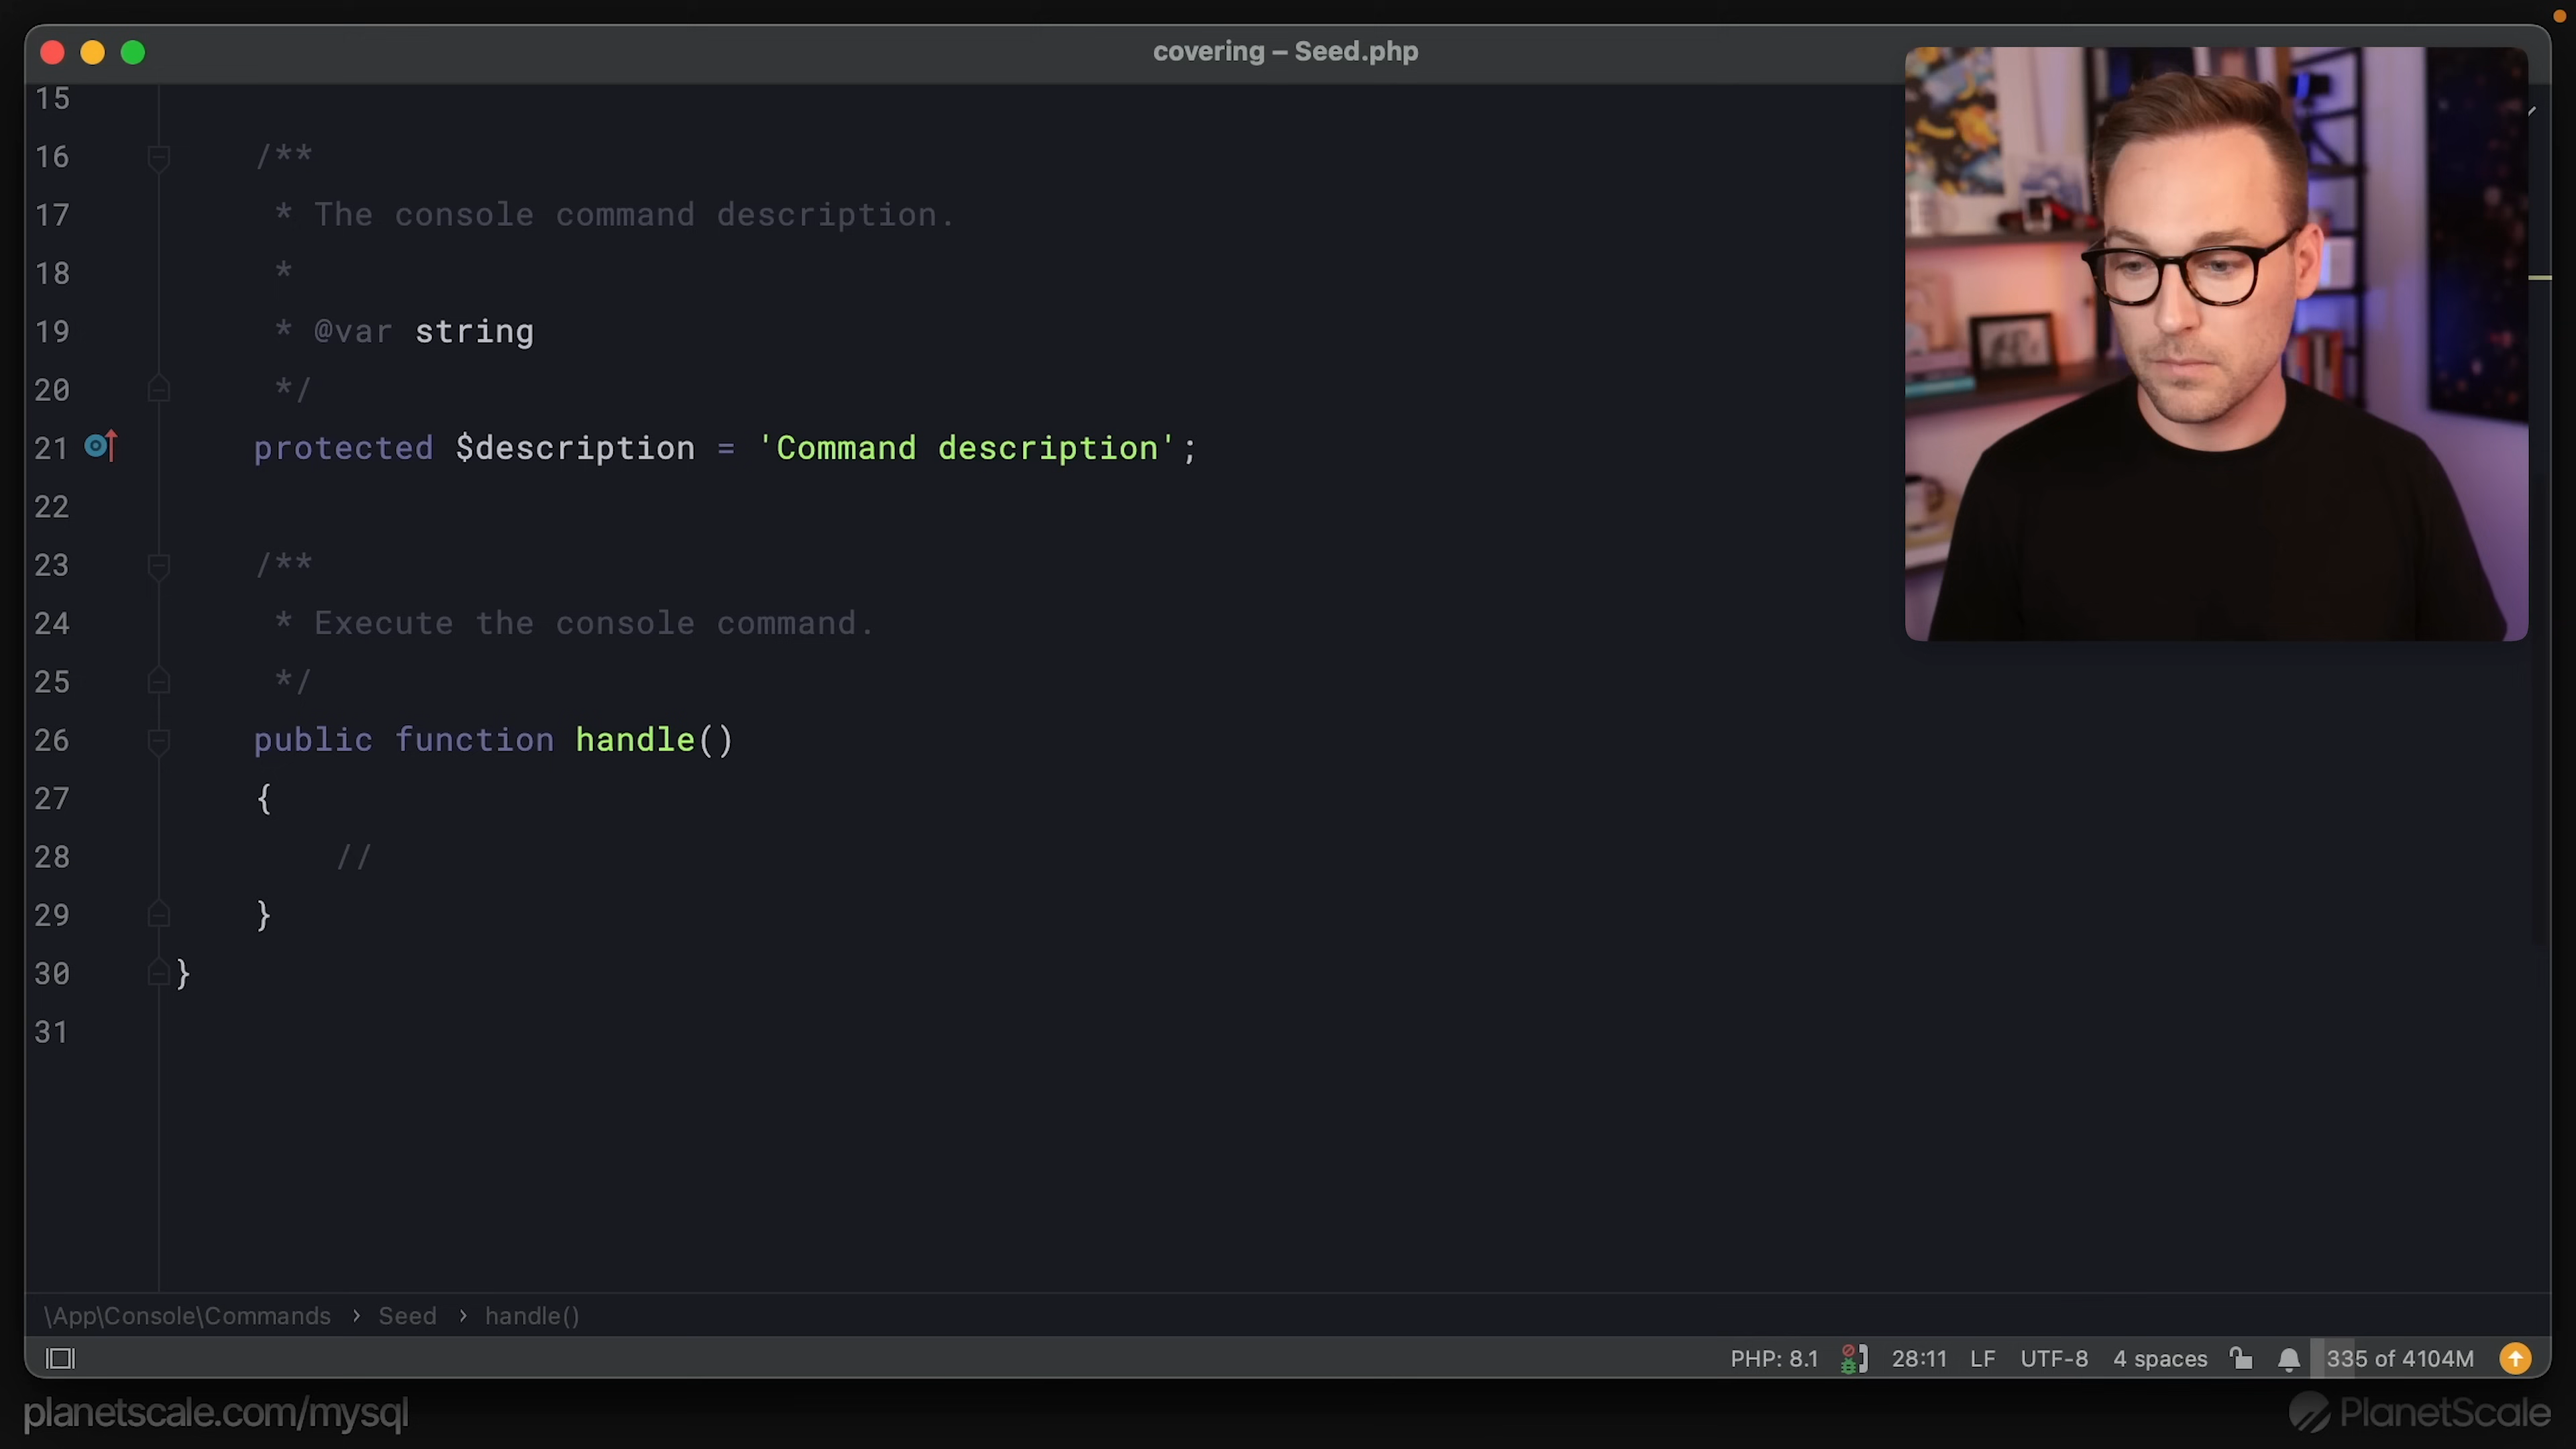 covering – Seed.php
15
16 /**
17 * The console command description.
18 *
19 * @var string
20 */
21 protected $description = 'Command description';
22
23 /**
24 * Execute the console command.
25 */
26 public function handle()
27 {
28 //
29 }
30 }
31
\App\Console\Commands › Seed › handle()
PHP: 8.1 28:11 LF UTF-8 4 spaces 335 of 4104M
planetscale.com/mysql
PlanetScale